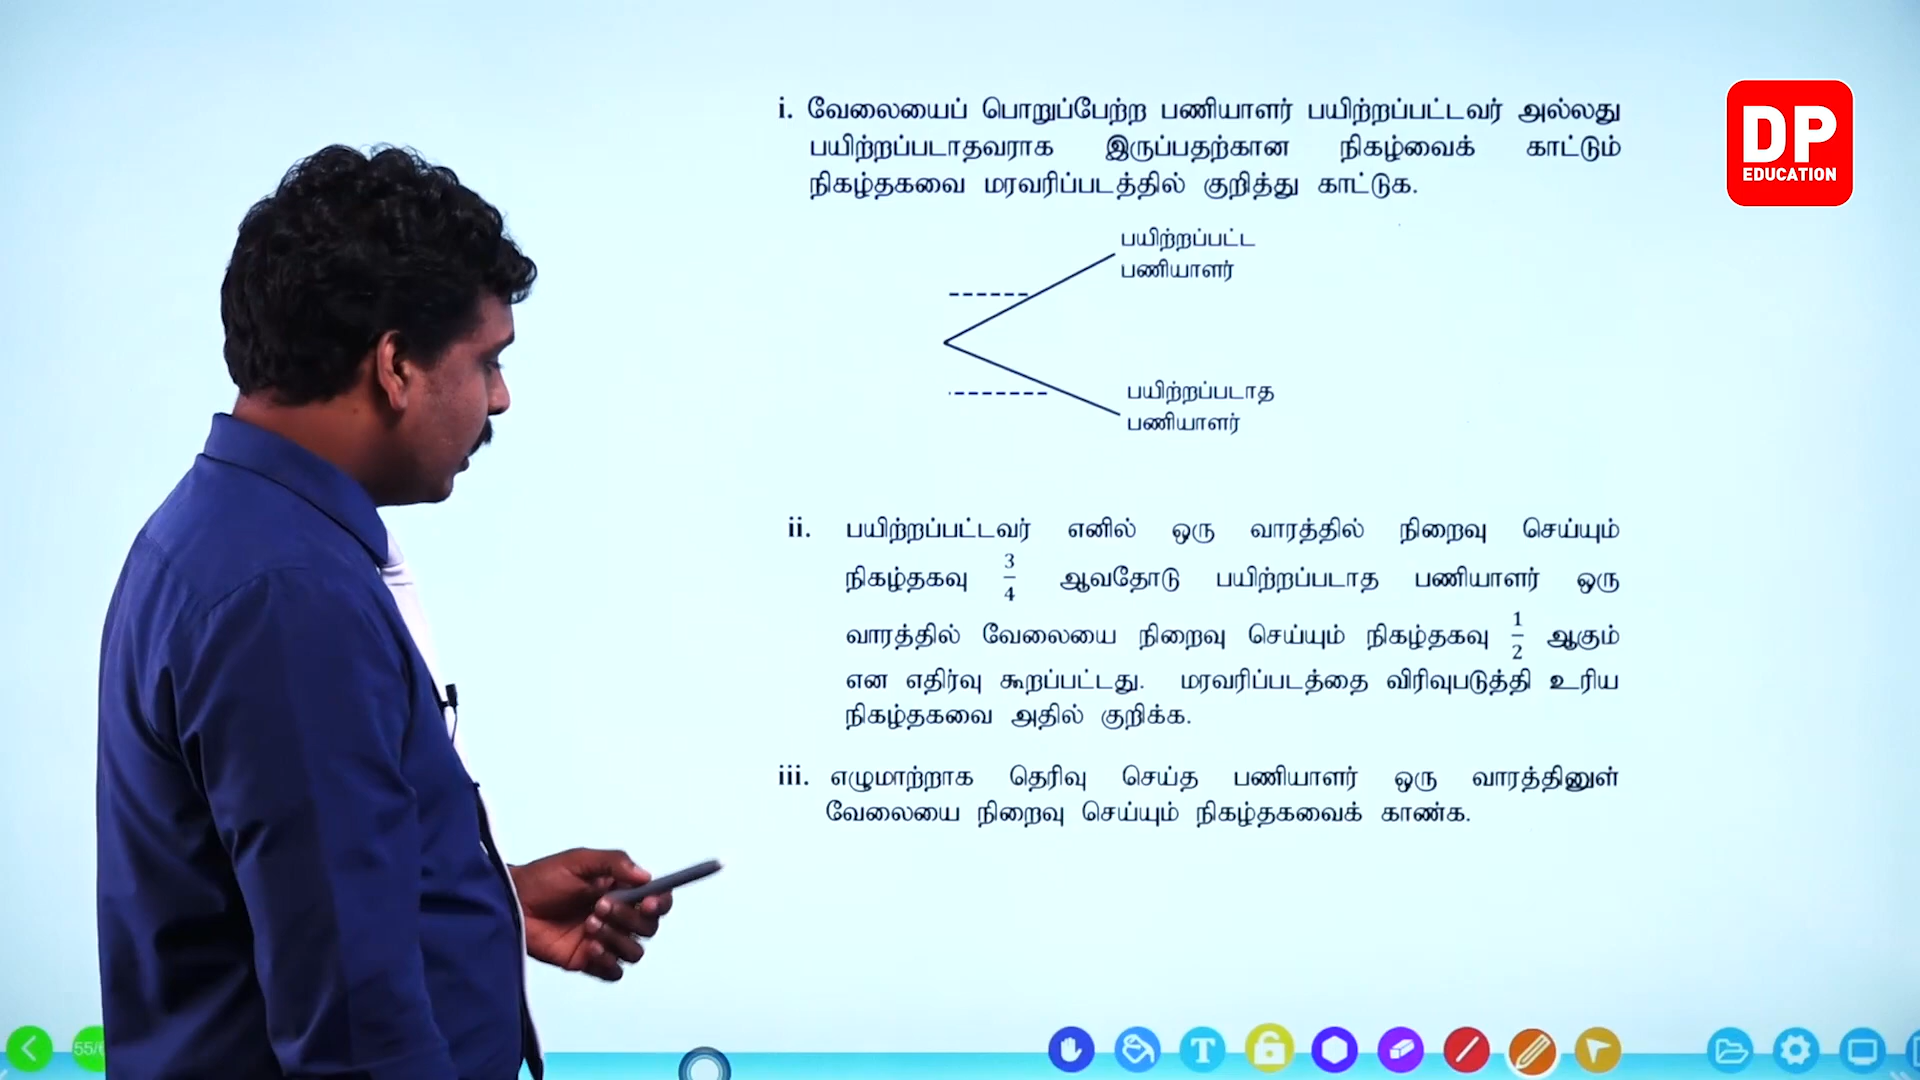 DP
EDUCATION
i. வேலையைப் பொறுப்பேற்ற பணியாளர் பயிற்றப்பட்டவர் அல்லது
பயிற்றப்படாதவராக இருப்பதற்கான நிகழ்வைக் காட்டும்
நிகழ்தகவை மரவரிப்படத்தில் குறித்து காட்டுக.
பயிற்றப்பட்ட
பணியாளர்
பயிற்றப்படாத
பணியாளர்
ii. பயிற்றப்பட்டவர் எனில் ஒரு வாரத்தில் நிறைவு செய்யும்
நிகழ்தகவு 3/4 ஆவதோடு பயிற்றப்படாத பணியாளர் ஒரு
வாரத்தில் வேலையை நிறைவு செய்யும் நிகழ்தகவு 1/2 ஆகும்
என எதிர்வு கூறப்பட்டது. மரவரிப்படத்தை விரிவுபடுத்தி உரிய
நிகழ்தகவை அதில் குறிக்க.
iii. எழுமாற்றாக தெரிவு செய்த பணியாளர் ஒரு வாரத்தினுள்
வேலையை நிறைவு செய்யும் நிகழ்தகவைக் காண்க.
T